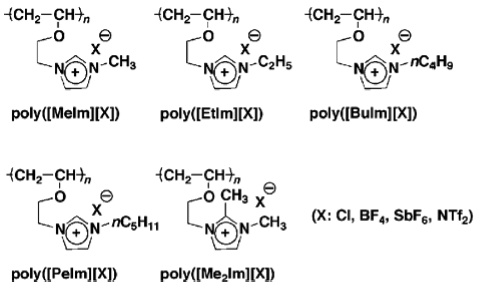 (CH₂−CH)n (CH₂−CH)n (CH₂−CH)n
O O O
X⊖ X⊖ X⊖
N + N−CH₃ N + N−C₂H₅ N + N−nC₄H₉
poly([MeIm][X]) poly([EtIm][X]) poly([BuIm][X])
(CH₂−CH)n (CH₂−CH)n
O O
X⊖ CH₃ X⊖
N + N−nC₅H₁₁ N + N−CH₃
(X: Cl, BF₄, SbF₆, NTf₂)
poly([PeIm][X]) poly([Me₂Im][X])